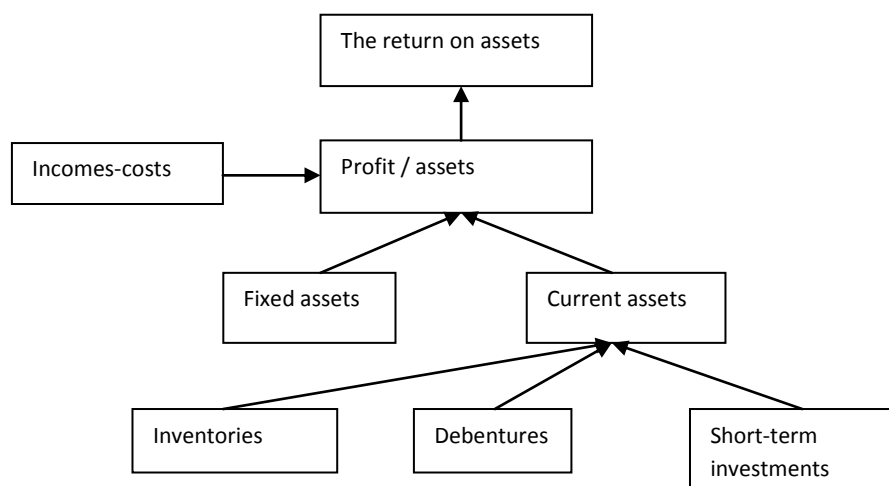 The return on assets
Incomes-costs
Profit / assets
Fixed assets
Current assets
Inventories
Debentures
Short-term
investments